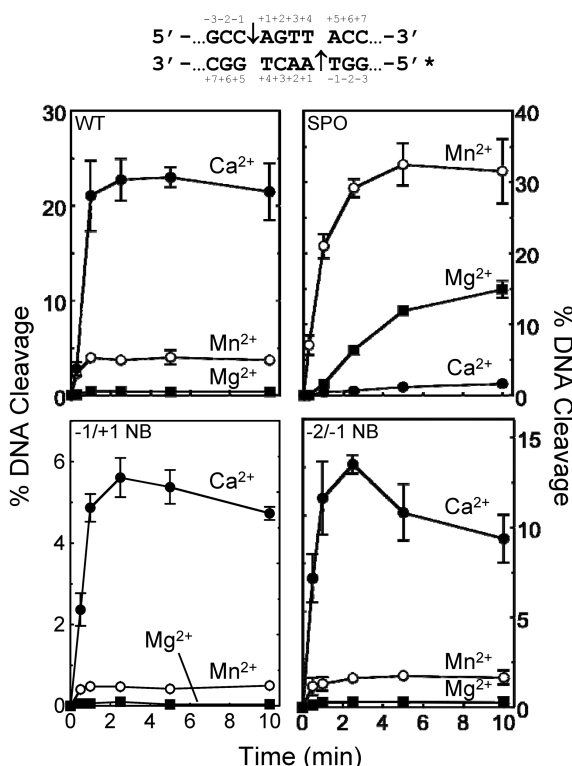 -3-2-1 +1+2+3+4 +5+6+7
5′ –…GCC↓AGTT ACC…–3′
3′ –…CGG TCAA↑TGG…–5′ *
+7+6+5 +4+3+2+1 -1-2-3
30 WT SPO 40
Ca²⁺ Mn²⁺
20 30
Mg²⁺ 20
10
Mn²⁺ 10
Mg²⁺ Ca²⁺
0 0
% DNA Cleavage
% DNA Cleavage
-1/+1 NB -2/-1 NB
6 15
Ca²⁺ Ca²⁺
4 10
2 5
Mg²⁺
Mn²⁺ Mn²⁺
Mg²⁺
0 0
0 2 4 6 8 10 0 2 4 6 8 10
Time (min)